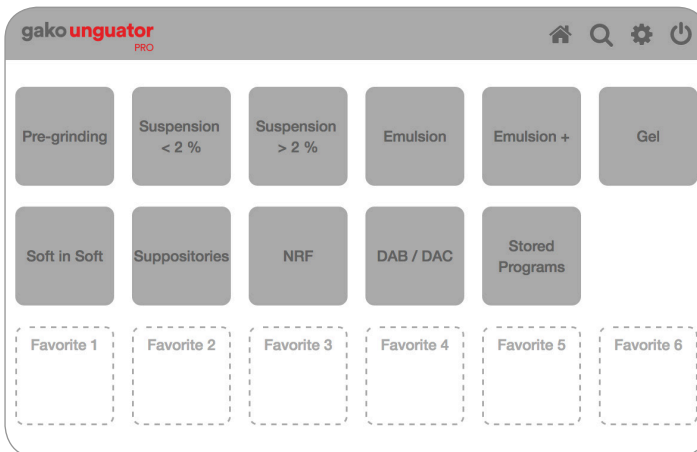 gako unguator
PRO
Pre-grinding
Suspension
< 2 %
Suspension
> 2 %
Emulsion
Emulsion +
Gel
Soft in Soft
Suppositories
NRF
DAB / DAC
Stored
Programs
Favorite 1
Favorite 2
Favorite 3
Favorite 4
Favorite 5
Favorite 6